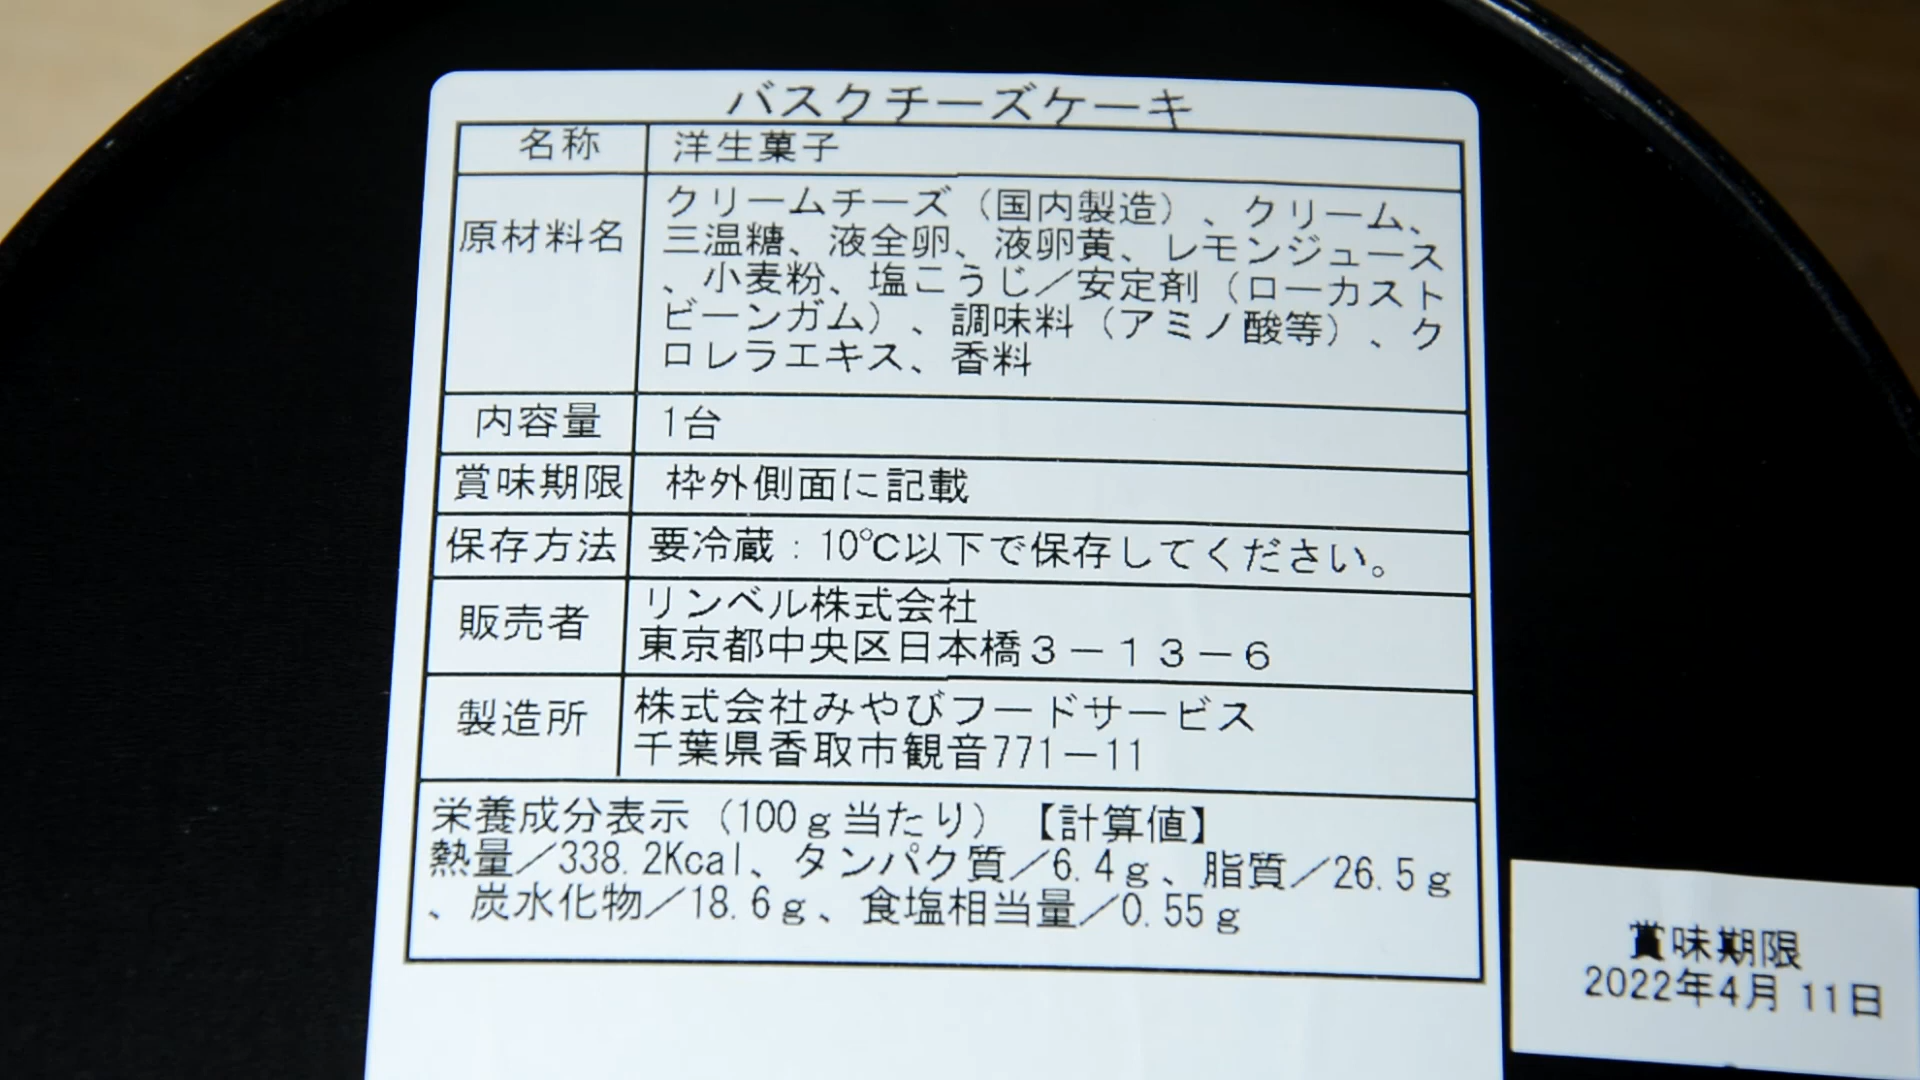 バスクチーズケーキ
名称 洋生菓子
原材料名 クリームチーズ（国内製造）、クリーム、
三温糖、液全卵、液卵黄、レモンジュース
、小麦粉、塩こうじ／安定剤（ローカスト
ビーンガム）、調味料（アミノ酸等）、ク
ロレラエキス、香料
内容量 1台
賞味期限 枠外側面に記載
保存方法 要冷蔵：10℃以下で保存してください。
販売者 リンベル株式会社
東京都中央区日本橋３－１３－６
製造所 株式会社みやびフードサービス
千葉県香取市観音771－11
栄養成分表示（100ｇ当たり）【計算値】
熱量／338.2Kcal、タンパク質／6.4ｇ、脂質／26.5ｇ
、炭水化物／18.6ｇ、食塩相当量／0.55ｇ
賞味期限
2022年4月11日